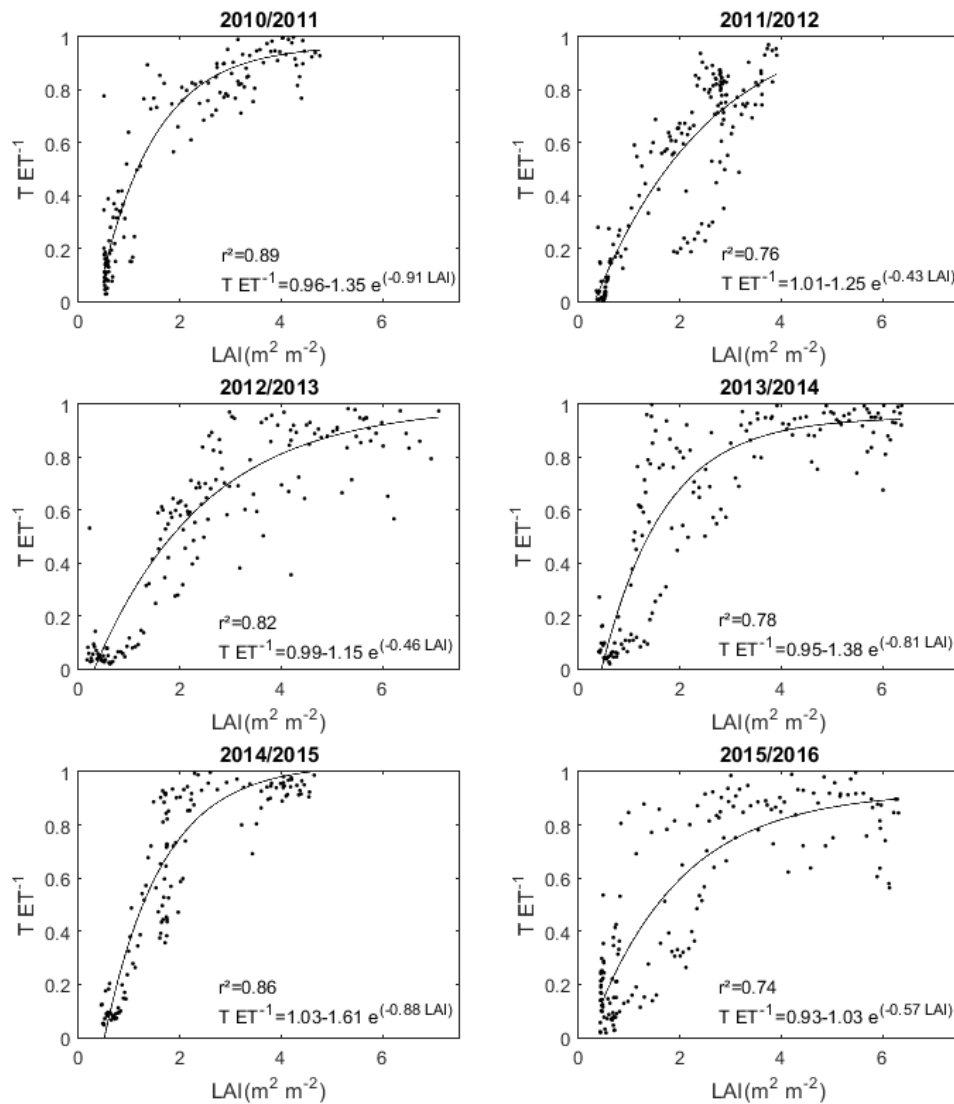 2010/2011
1
0.8
0.6
0.4
0.2
0
T ET⁻¹
r²=0.89
T ET⁻¹=0.96-1.35 e(-0.91 LAI)
0 2 4 6
LAI(m² m⁻²)
2011/2012
1
0.8
0.6
0.4
0.2
0
T ET⁻¹
r²=0.76
T ET⁻¹=1.01-1.25 e(-0.43 LAI)
0 2 4 6
LAI(m² m⁻²)
2012/2013
1
0.8
0.6
0.4
0.2
0
T ET⁻¹
r²=0.82
T ET⁻¹=0.99-1.15 e(-0.46 LAI)
0 2 4 6
LAI(m² m⁻²)
2013/2014
1
0.8
0.6
0.4
0.2
0
T ET⁻¹
r²=0.78
T ET⁻¹=0.95-1.38 e(-0.81 LAI)
0 2 4 6
LAI(m² m⁻²)
2014/2015
1
0.8
0.6
0.4
0.2
0
T ET⁻¹
r²=0.86
T ET⁻¹=1.03-1.61 e(-0.88 LAI)
0 2 4 6
LAI(m² m⁻²)
2015/2016
1
0.8
0.6
0.4
0.2
0
T ET⁻¹
r²=0.74
T ET⁻¹=0.93-1.03 e(-0.57 LAI)
0 2 4 6
LAI(m² m⁻²)